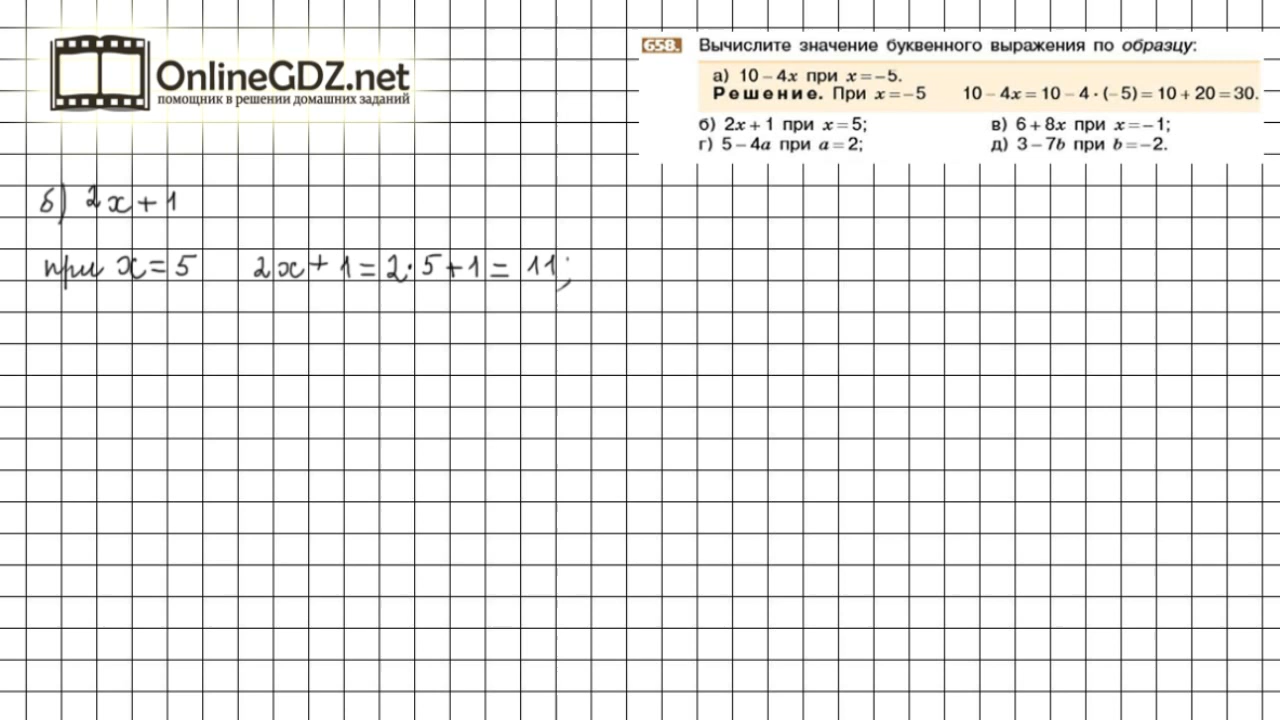 OnlineGDZ.net
помощник в решении домашних заданий
658. Вычислите значение буквенного выражения по образцу:
а) 10 – 4x при x = –5.
Решение. При x = –5 10 – 4x = 10 – 4 · (–5) = 10 + 20 = 30.
б) 2x + 1 при x = 5; в) 6 + 8x при x = –1;
г) 5 – 4a при a = 2; д) 3 – 7b при b = –2.
б) 2x + 1
при x = 5 2x + 1 = 2 · 5 + 1 = 11;